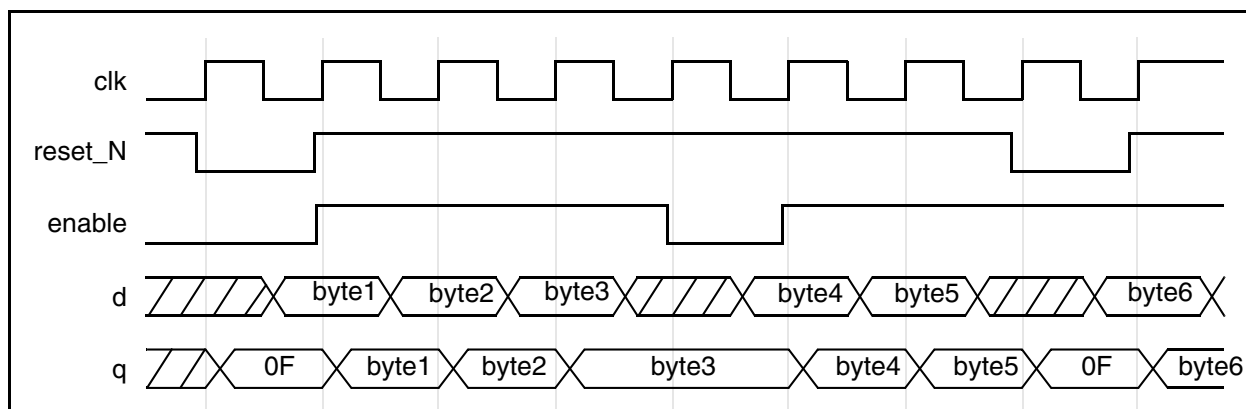 clk
reset_N
enable
d byte1 byte2 byte3 byte4 byte5 byte6
q 0F byte1 byte2 byte3 byte4 byte5 0F byte6